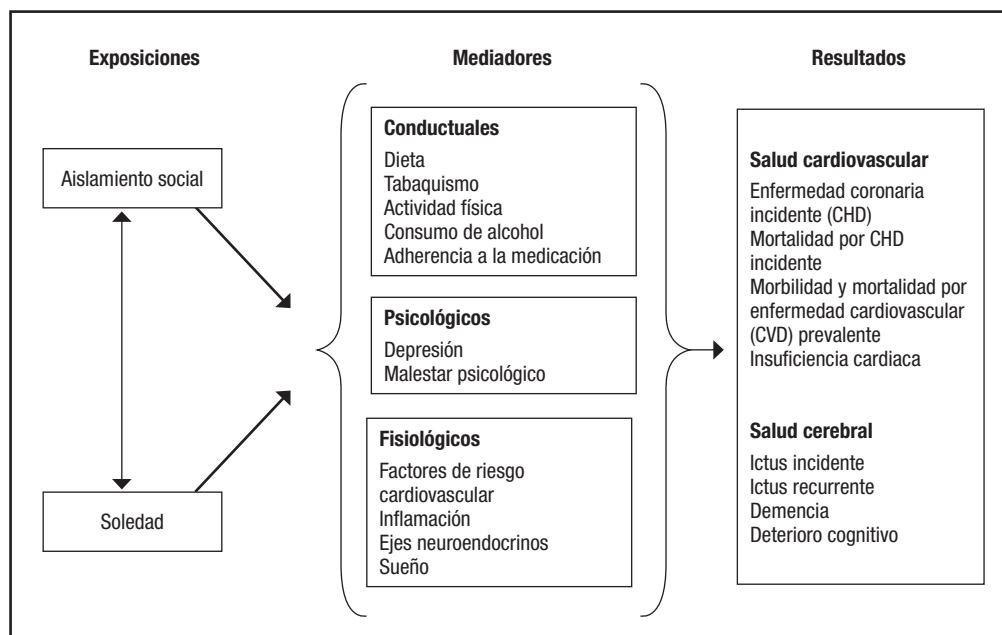 Exposiciones
Mediadores
Resultados
Aislamiento social
Soledad
Conductuales
Dieta
Tabaquismo
Actividad física
Consumo de alcohol
Adherencia a la medicación
Psicológicos
Depresión
Malestar psicológico
Fisiológicos
Factores de riesgo
cardiovascular
Inflamación
Ejes neuroendocrinos
Sueño
Salud cardiovascular
Enfermedad coronaria
incidente (CHD)
Mortalidad por CHD
incidente
Morbilidad y mortalidad por
enfermedad cardiovascular
(CVD) prevalente
Insuficiencia cardiaca
Salud cerebral
Ictus incidente
Ictus recurrente
Demencia
Deterioro cognitivo